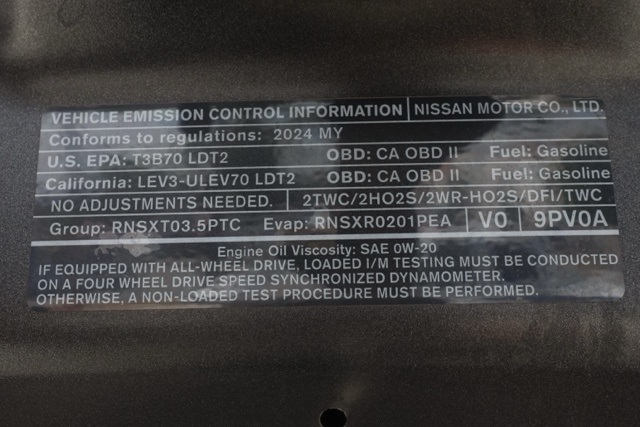 VEHICLE EMISSION CONTROL INFORMATION NISSAN MOTOR CO., LTD.
Conforms to regulations: 2024 MY
U.S. EPA: T3B70 LDT2 OBD: CA OBD II Fuel: Gasoline
California: LEV3-ULEV70 LDT2 OBD: CA OBD II Fuel: Gasoline
NO ADJUSTMENTS NEEDED. 2TWC/2HO2S/2WR-HO2S/DFI/TWC
Group: RNSXT03.5PTC Evap: RNSXR0201PEA V0 9PV0A
Engine Oil Viscosity: SAE 0W-20
IF EQUIPPED WITH ALL-WHEEL DRIVE, LOADED I/M TESTING MUST BE CONDUCTED
ON A FOUR WHEEL DRIVE SPEED SYNCHRONIZED DYNAMOMETER.
OTHERWISE, A NON-LOADED TEST PROCEDURE MUST BE PERFORMED.